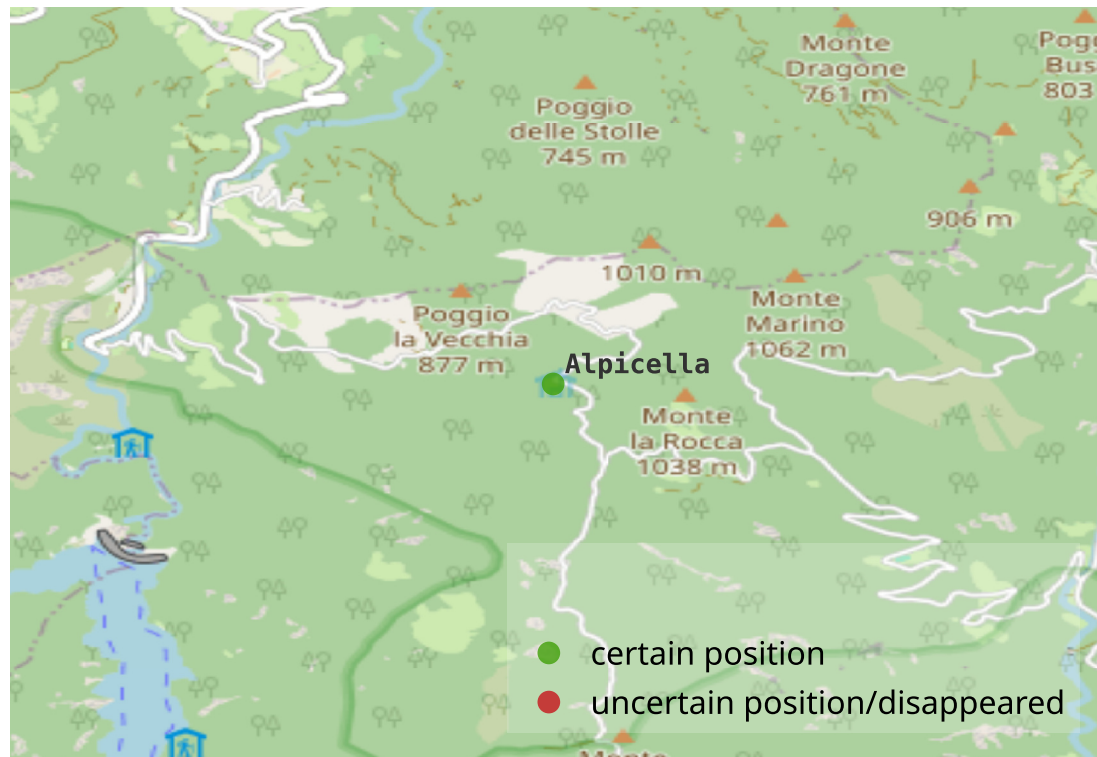 Monte
Dragone
761 m
Pogg
Bus
803
Poggio
delle Stolle
745 m
906 m
1010 m
Poggio
la Vecchia
877 m
Monte
Marino
1062 m
Alpicella
Monte
la Rocca
1038 m
certain position
uncertain position/disappeared
Monte